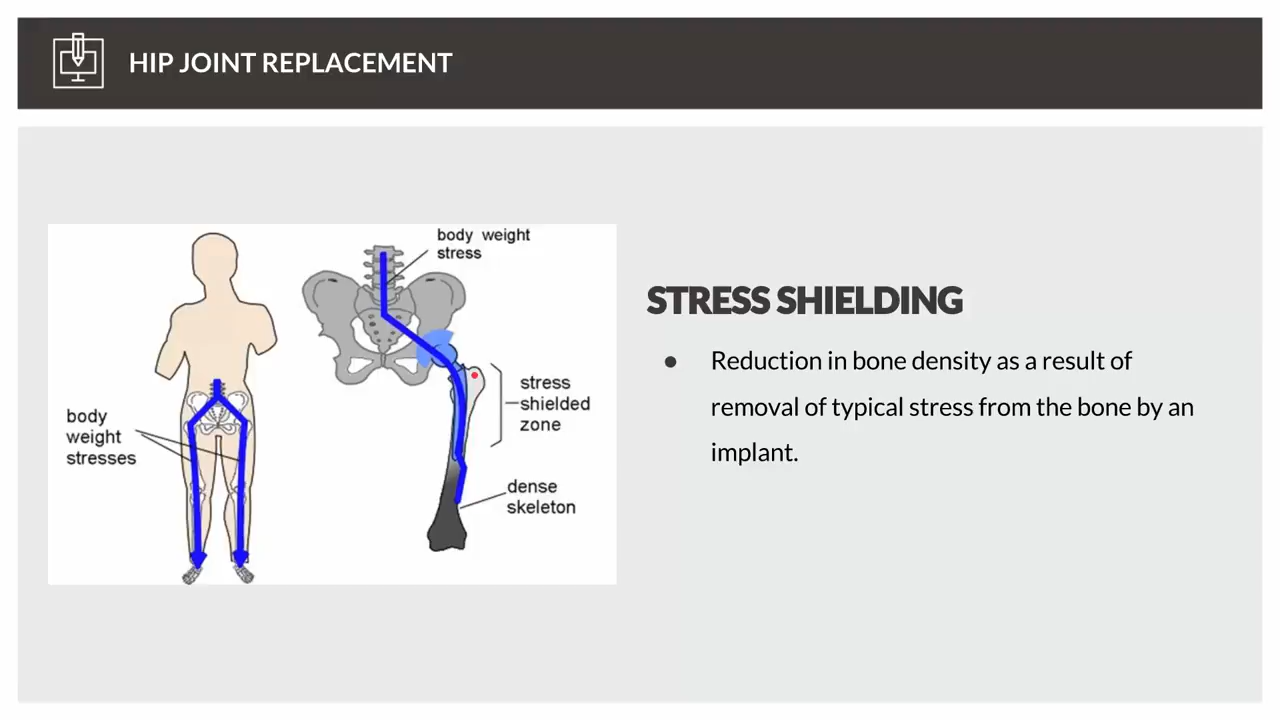 HIP JOINT REPLACEMENT
body weight
stress
stress
shielded
zone
body
weight
stresses
dense
skeleton
STRESS SHIELDING
● Reduction in bone density as a result of
removal of typical stress from the bone by an
implant.